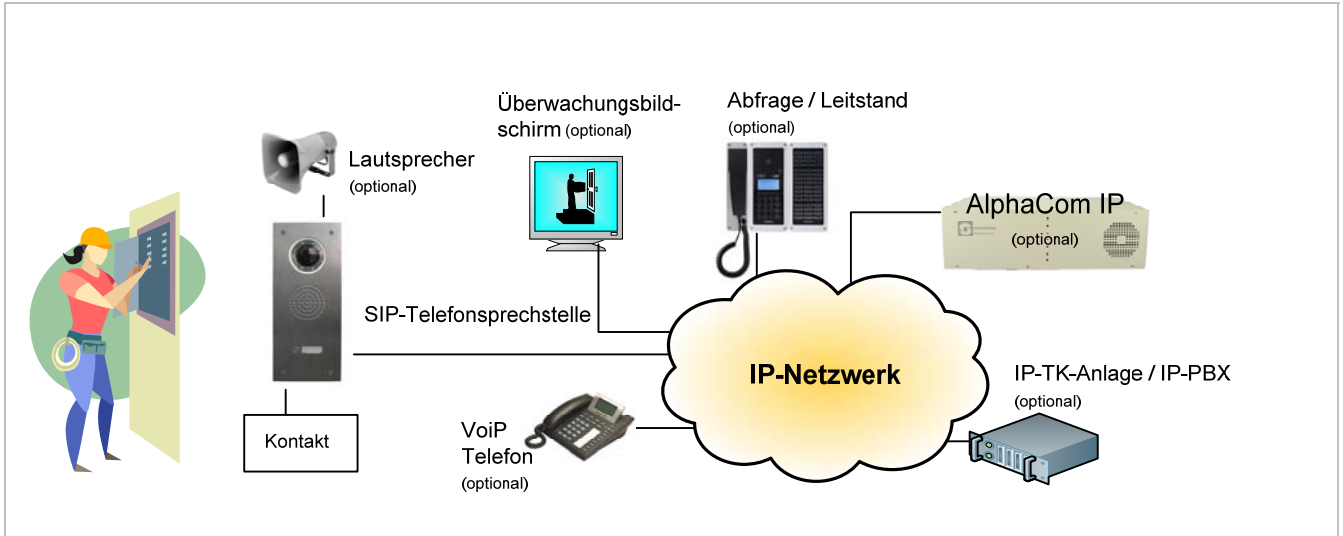 Überwachungsbild-
schirm (optional)
Abfrage / Leitstand
(optional)
Lautsprecher
(optional)
AlphaCom IP
(optional)
SIP-Telefonsprechstelle
IP-Netzwerk
IP-TK-Anlage / IP-PBX
(optional)
Kontakt
VoiP
Telefon
(optional)